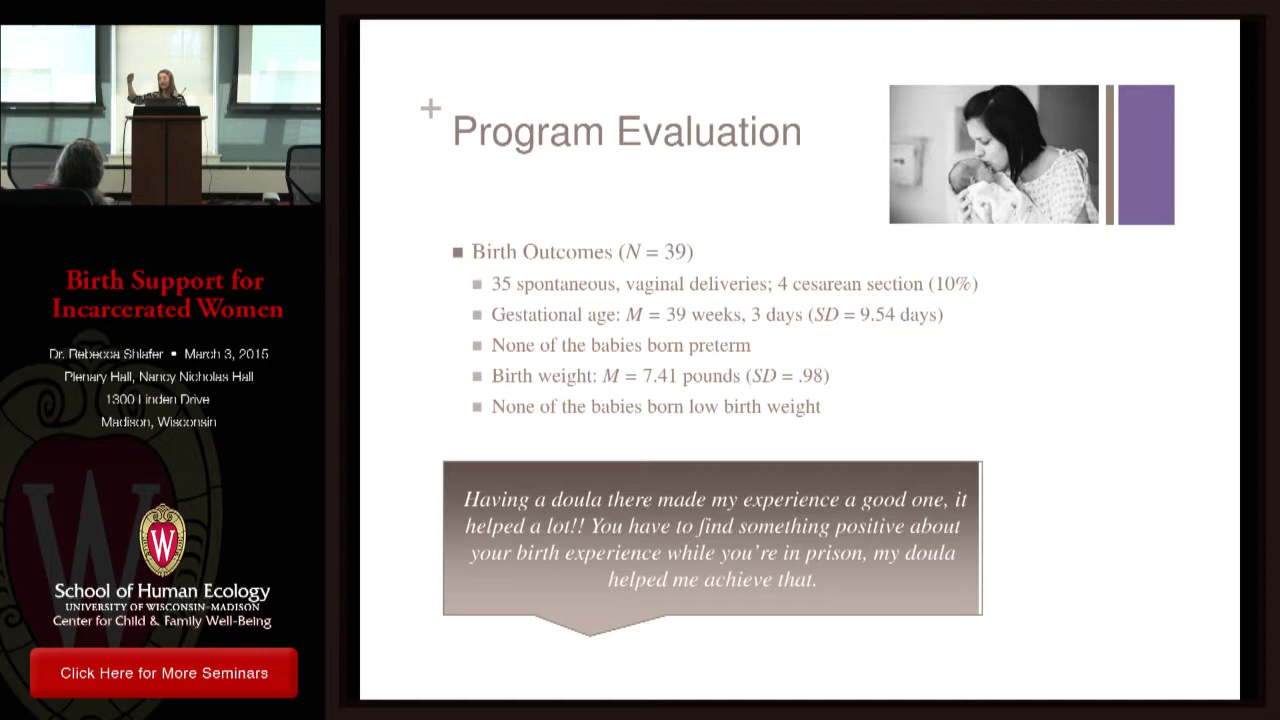 Birth Support for
Incarcerated Women
Dr. Rebecca Shlafer • March 3, 2015
Plenary Hall, Nancy Nicholas Hall
1300 Linden Drive
Madison, Wisconsin
W
School of Human Ecology
UNIVERSITY OF WISCONSIN–MADISON
Center for Child & Family Well-Being
Click Here for More Seminars
+
Program Evaluation
Birth Outcomes (N = 39)
35 spontaneous, vaginal deliveries; 4 cesarean section (10%)
Gestational age: M = 39 weeks, 3 days (SD = 9.54 days)
None of the babies born preterm
Birth weight: M = 7.41 pounds (SD = .98)
None of the babies born low birth weight
Having a doula there made my experience a good one, it
helped a lot!! You have to find something positive about
your birth experience while you're in prison, my doula
helped me achieve that.